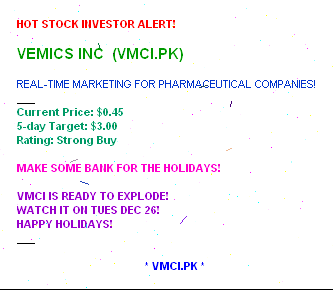 HOT STOCK INVESTOR ALERT!
VEMICS INC (VMCI.PK)
REAL-TIME MARKETING FOR PHARMACEUTICAL COMPANIES!
Current Price: $0.45
5-day Target: $3.00
Rating: Strong Buy
MAKE SOME BANK FOR THE HOLIDAYS!
VMCI IS READY TO EXPLODE!
WATCH IT ON TUES DEC 26!
HAPPY HOLIDAYS!
* VMCI.PK *